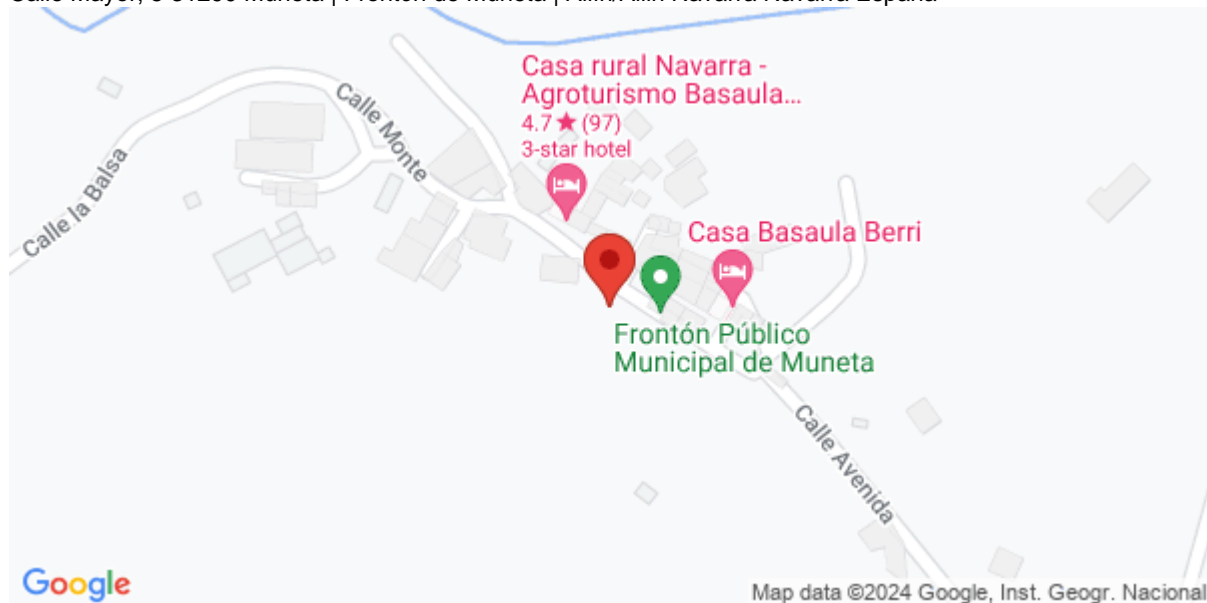 Casa rural Navarra -
Agroturismo Basaula...
4.7 ★ (97)
3-star hotel
Calle Monte
Calle la Balsa
Casa Basaula Berri
Frontón Público
Municipal de Muneta
Calle Avenida
Google
Map data ©2024 Google, Inst. Geogr. Nacional